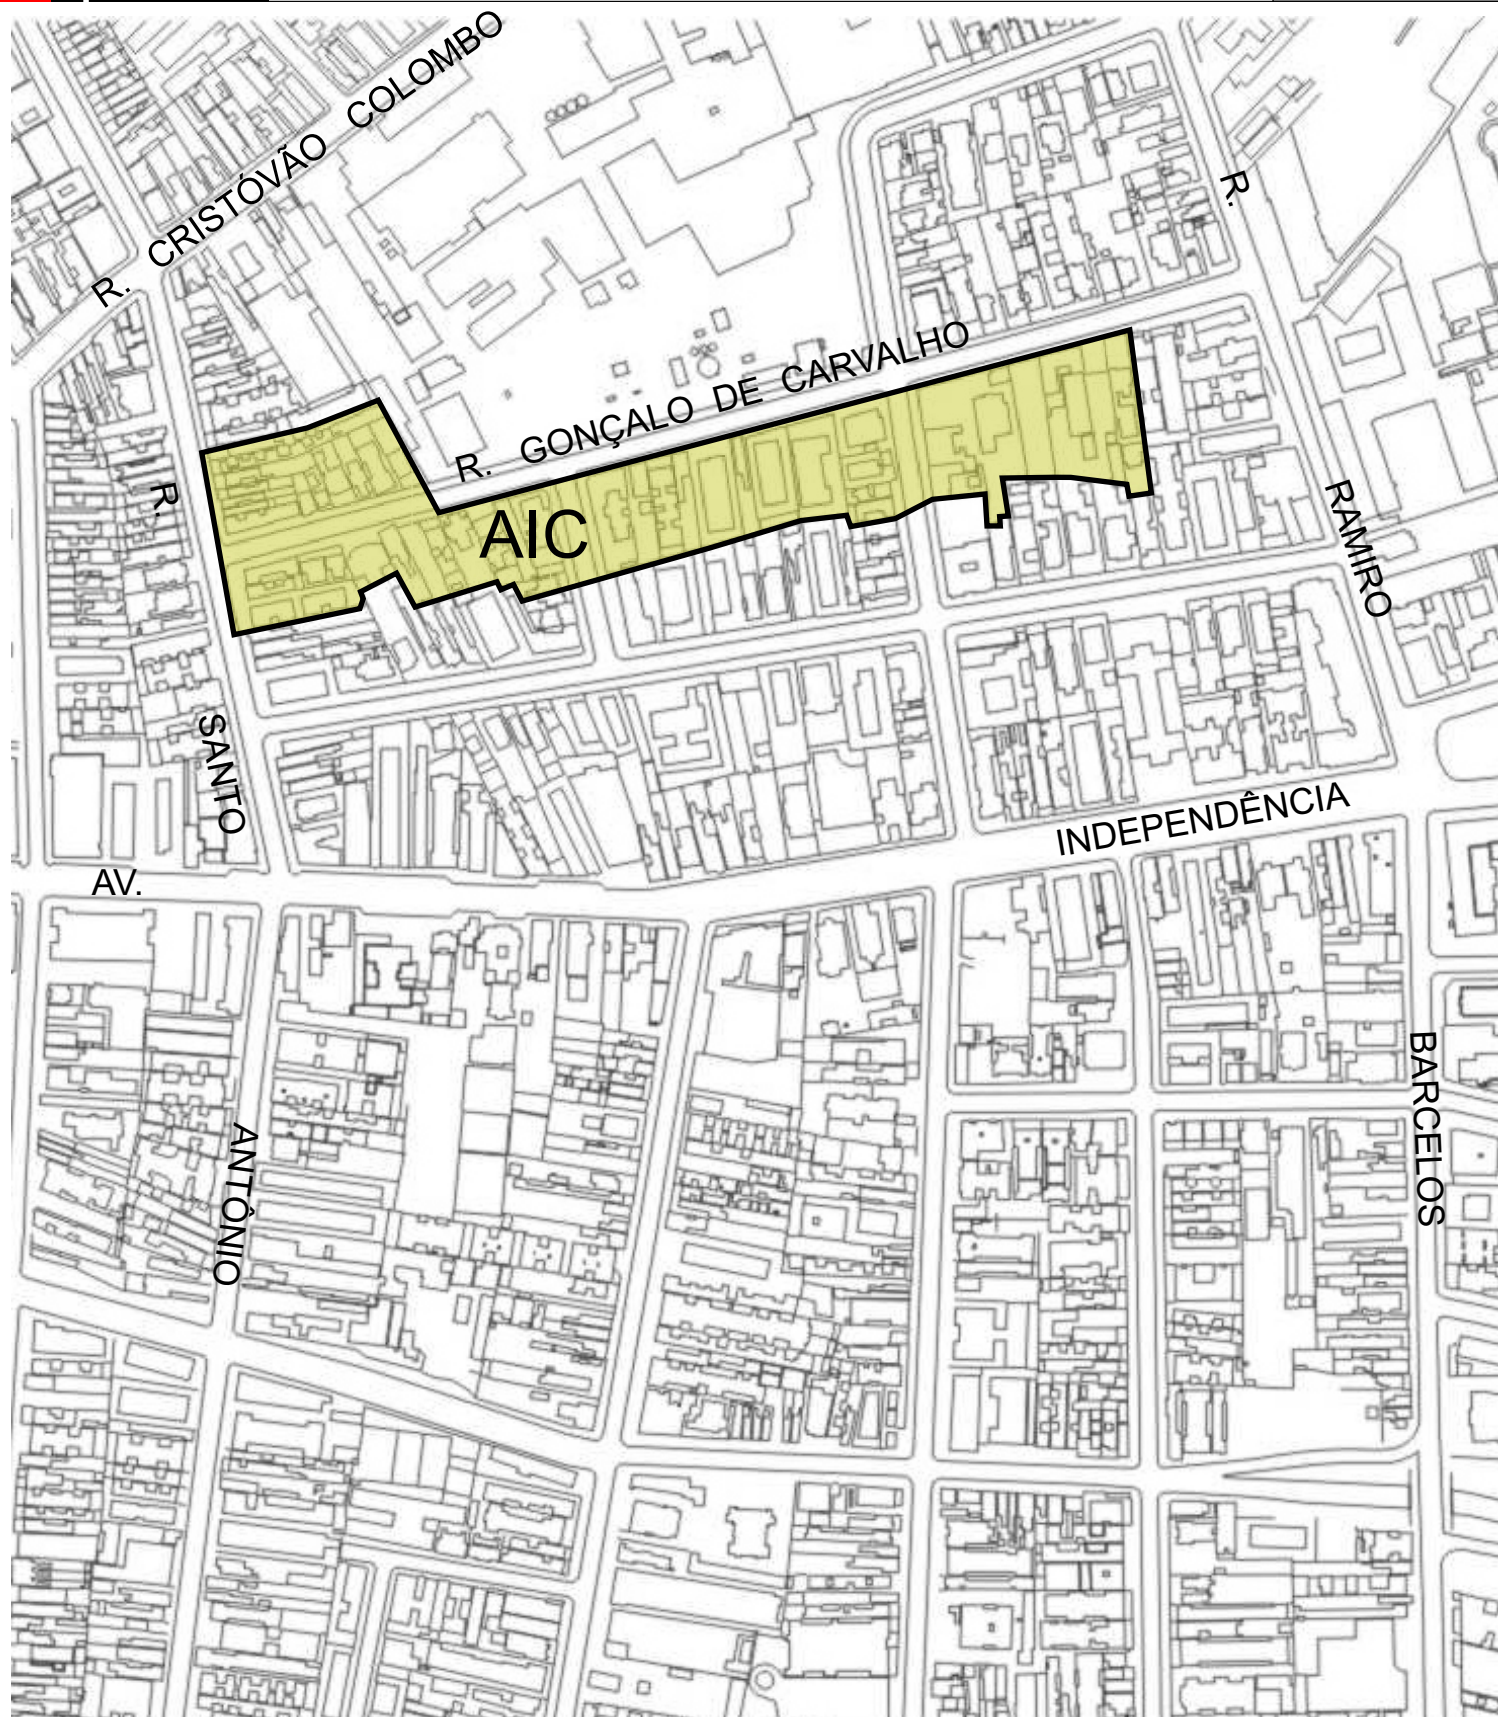 R. CRISTÓVÃO COLOMBO
R.
R. GONÇALO DE CARVALHO
AIC
R.
RAMIRO
SANTO
INDEPENDÊNCIA
AV.
BARCELOS
ANTÔNIO